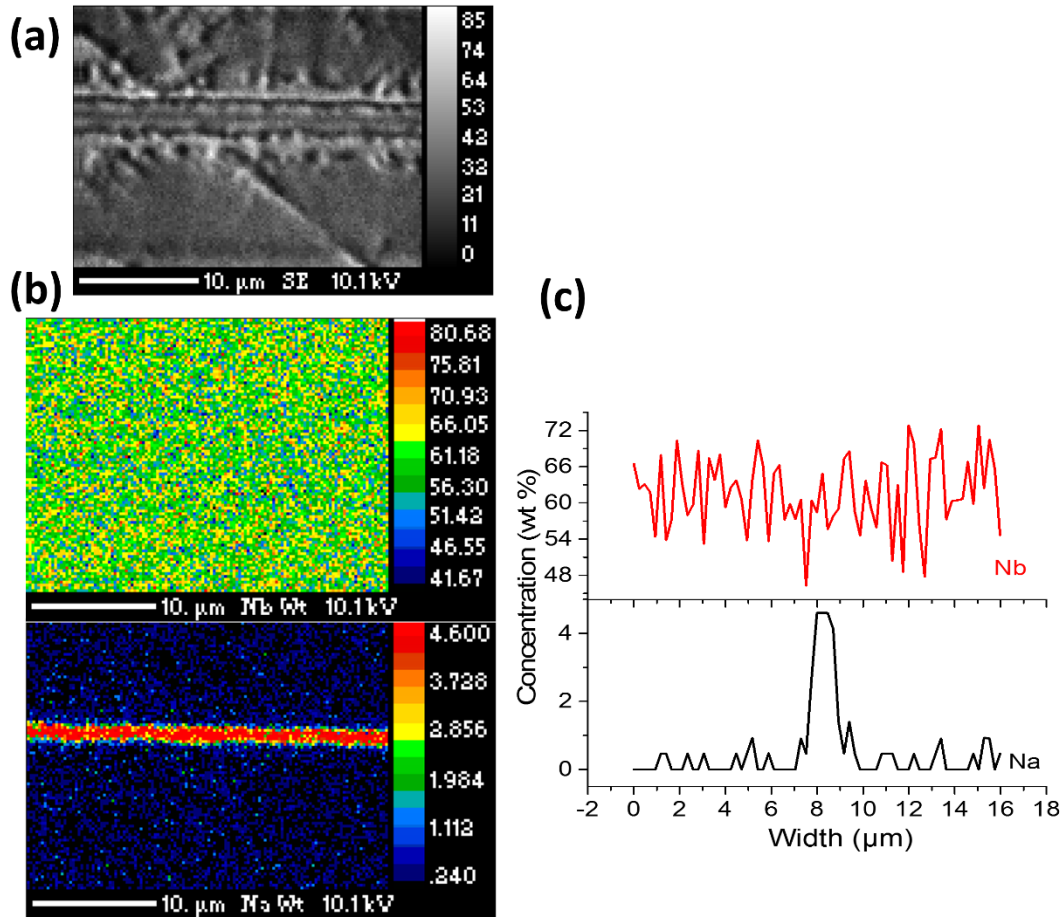 (a)
85
74
64
53
42
32
21
11
0
10. µm SE 10.1kV
(b)
80.68
75.81
70.93
66.05
61.18
56.30
51.42
46.55
41.67
10. µm Nb Wt 10.1kV
4.600
3.728
2.856
1.984
1.112
.240
10. µm Na Wt 10.1kV
(c)
Concentration (wt %)
72
66
60
54
48
Nb
4
2
0
Na
-2 0 2 4 6 8 10 12 14 16 18
Width (µm)